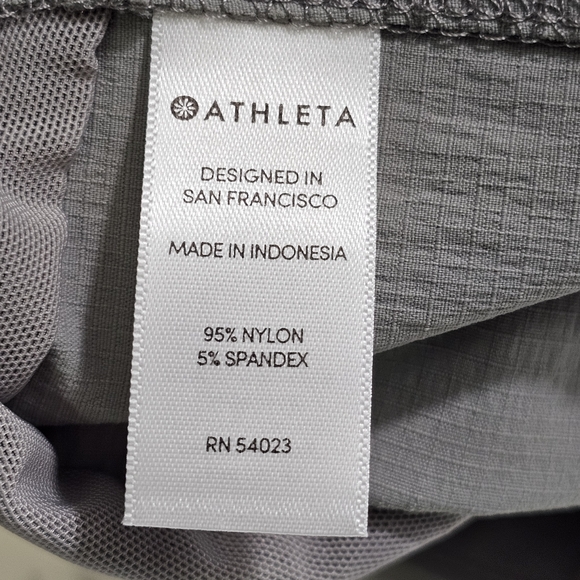 ATHLETA
DESIGNED IN
SAN FRANCISCO
MADE IN INDONESIA
95% NYLON
5% SPANDEX
RN 54023